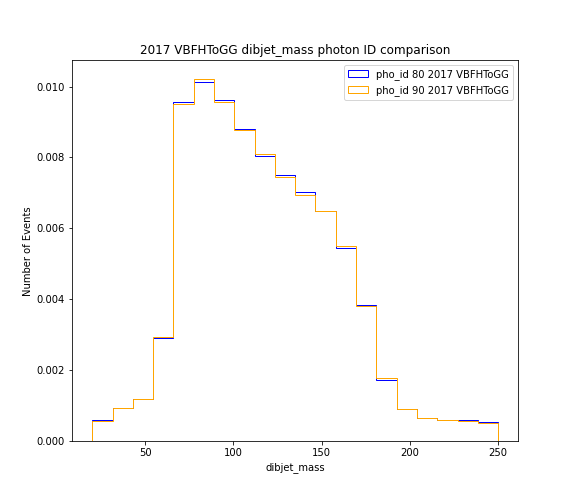 2017 VBFHToGG dibjet_mass photon ID comparison
pho_id 80 2017 VBFHToGG
pho_id 90 2017 VBFHToGG
Number of Events
0.010
0.008
0.006
0.004
0.002
0.000
50
100
150
200
250
dibjet_mass